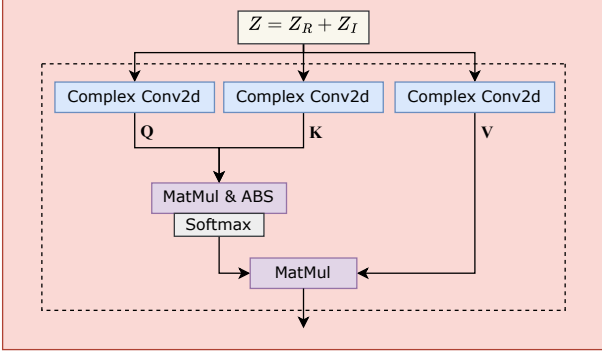 Z = Z_R + Z_I
Complex Conv2d Complex Conv2d Complex Conv2d
Q K V
MatMul & ABS
Softmax
MatMul